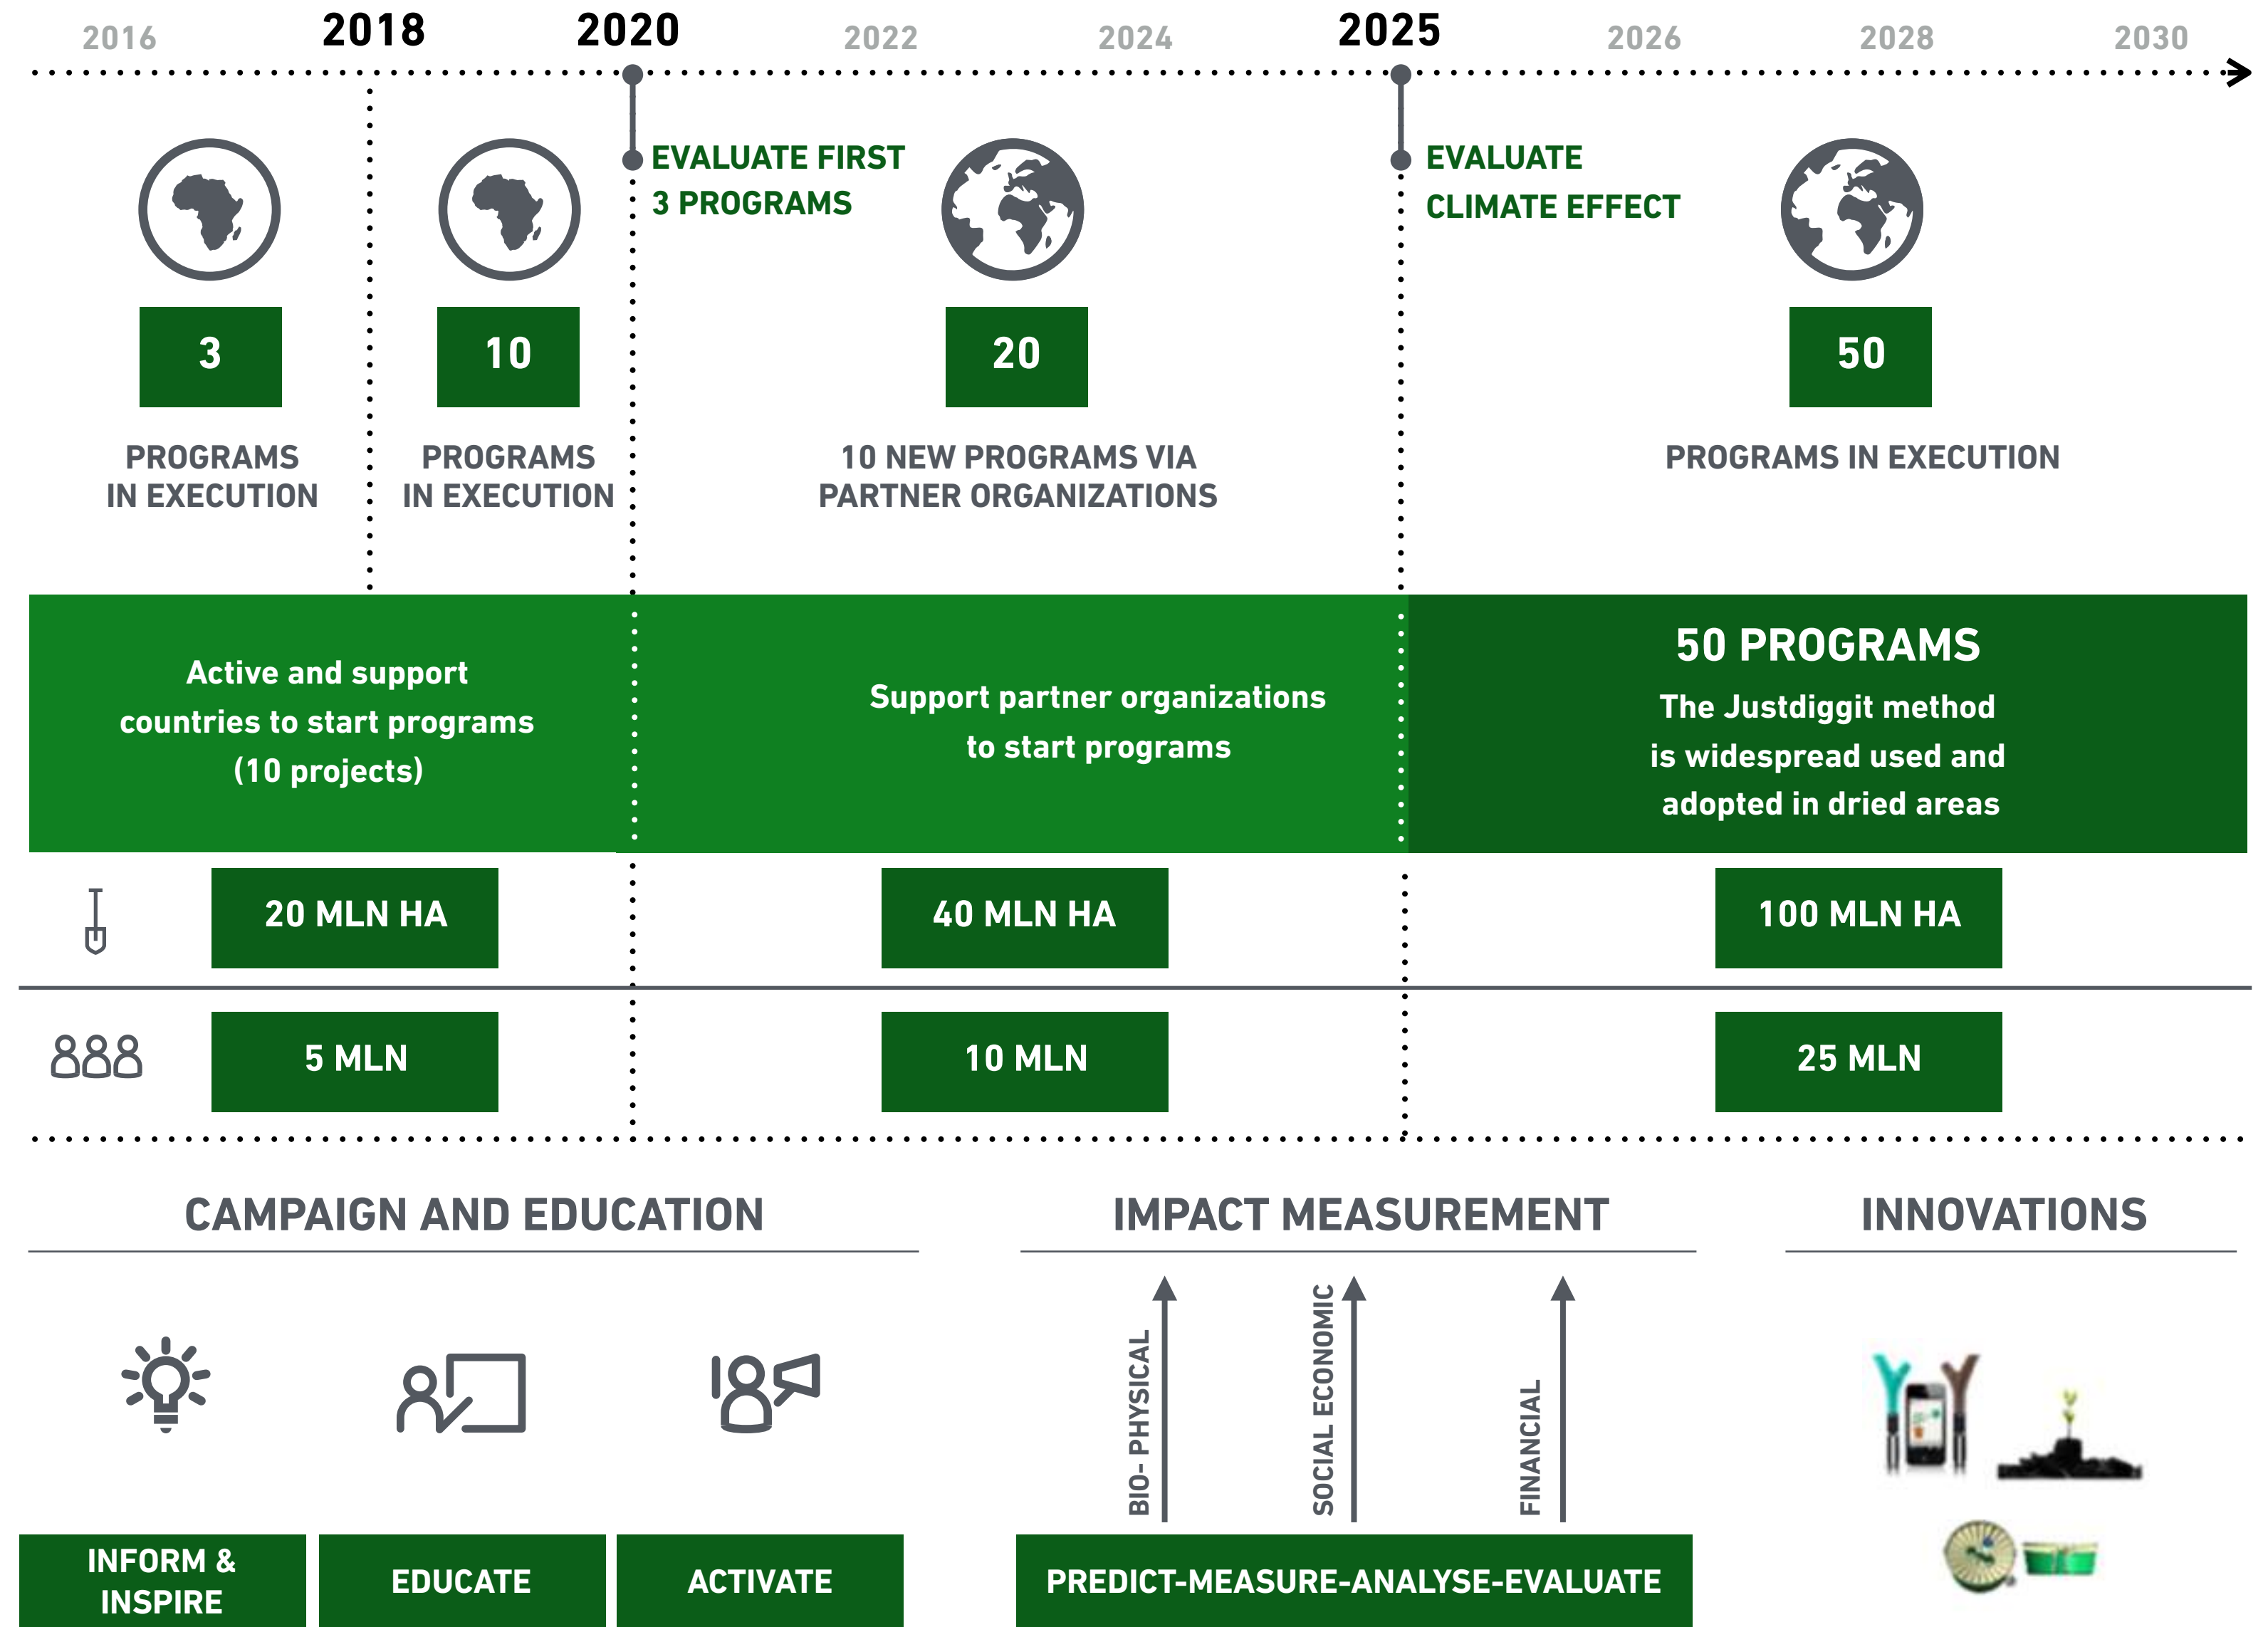 2016
2018
2020
2022
2024
2025
2026
2028
2030
EVALUATE FIRST
3 PROGRAMS
EVALUATE
CLIMATE EFFECT
3
10
20
50
PROGRAMS
IN EXECUTION
PROGRAMS
IN EXECUTION
10 NEW PROGRAMS VIA
PARTNER ORGANIZATIONS
PROGRAMS IN EXECUTION
Active and support
countries to start programs
(10 projects)
Support partner organizations
to start programs
50 PROGRAMS
The Justdiggit method
is widespread used and
adopted in dried areas
20 MLN HA
40 MLN HA
100 MLN HA
5 MLN
10 MLN
25 MLN
CAMPAIGN AND EDUCATION
INFORM &
INSPIRE
EDUCATE
ACTIVATE
IMPACT MEASUREMENT
BIO- PHYSICAL
SOCIAL ECONOMIC
FINANCIAL
PREDICT-MEASURE-ANALYSE-EVALUATE
INNOVATIONS